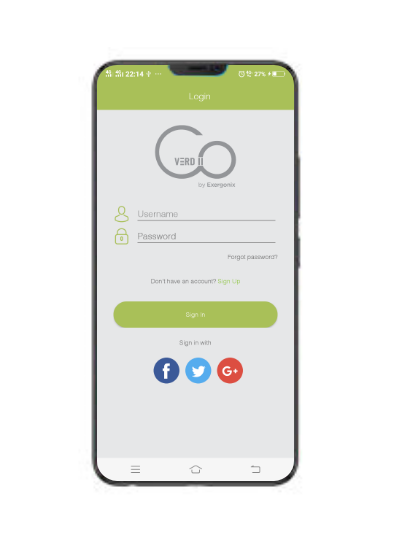 22:14 ···
27%
Login
VERD II
by Exergenix
Username
Password
Forgot password?
Don't have an account? Sign Up
Sign in
Sign in with
f
G+